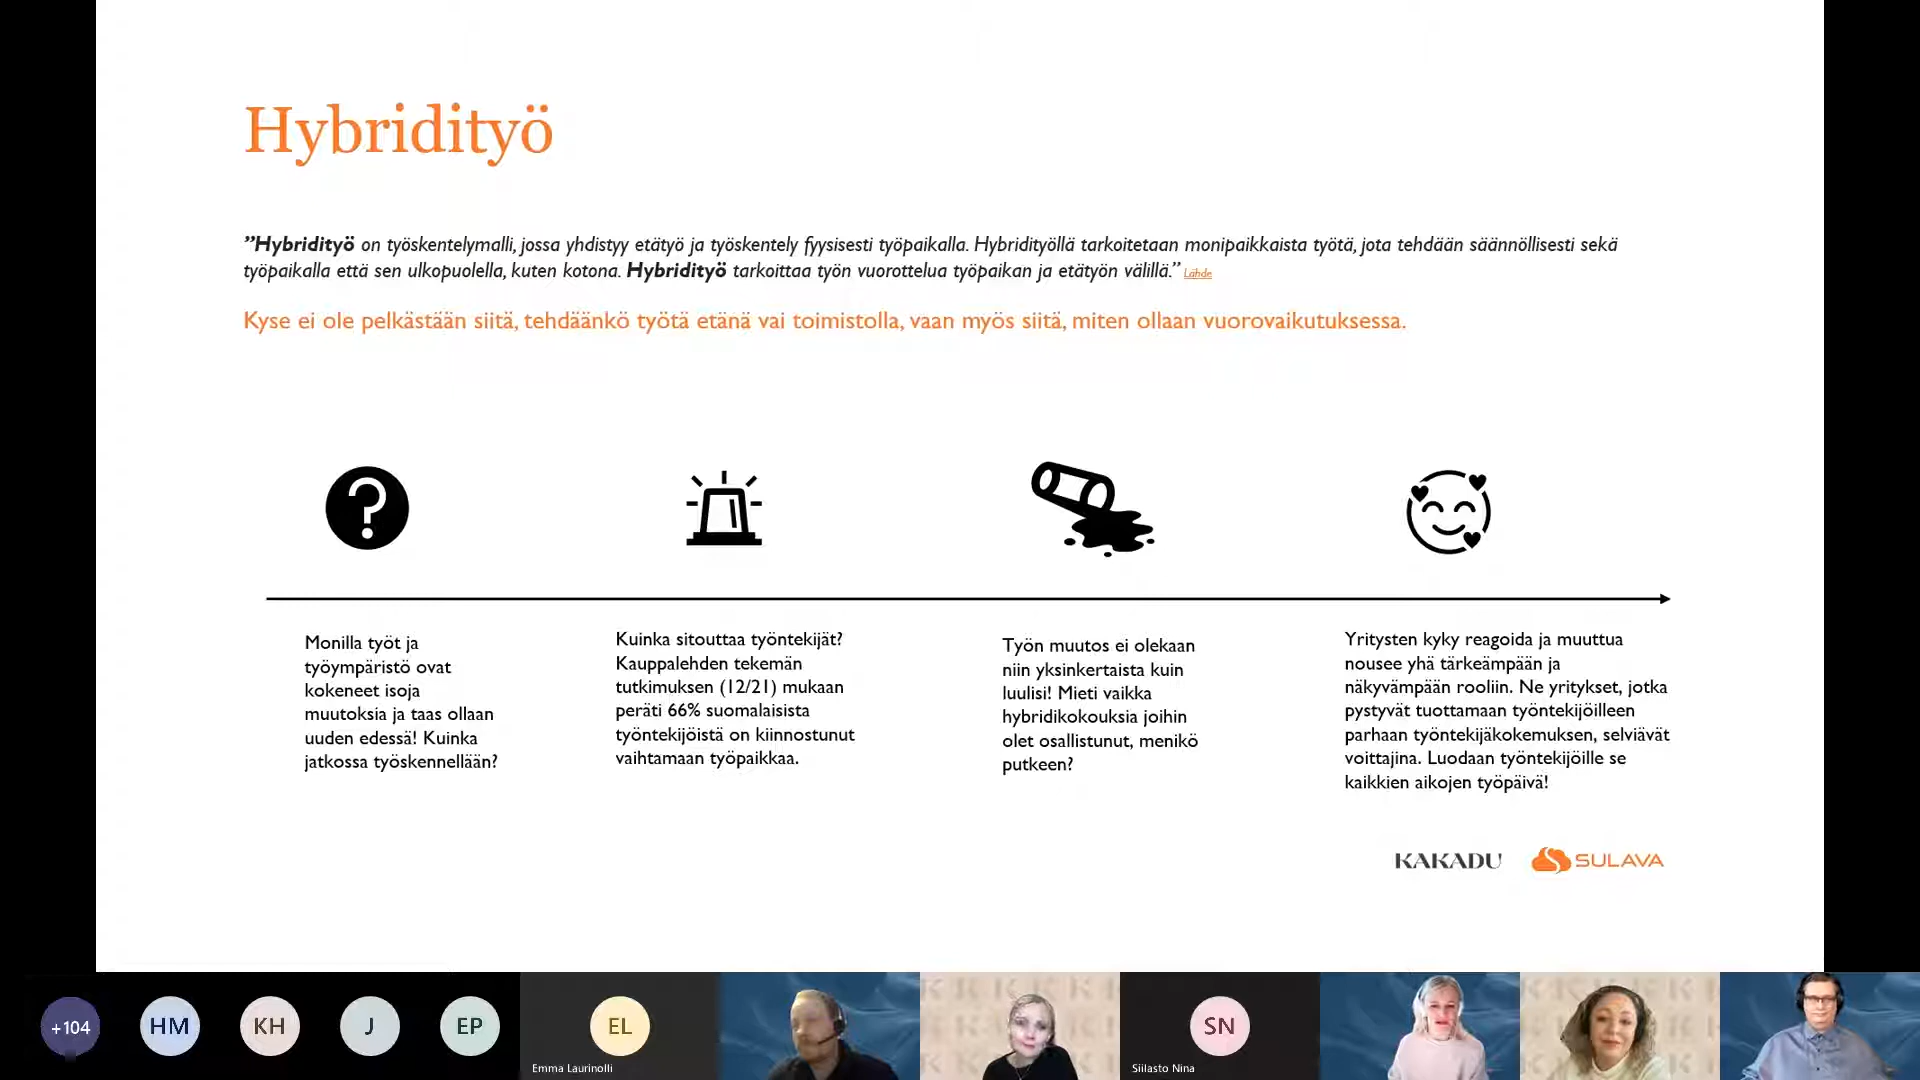 Hybridityö
”Hybridityö on työskentelymalli, jossa yhdistyy etätyö ja työskentely fyysisesti työpaikalla. Hybridityöllä tarkoitetaan monipaikkaista työtä, jota tehdään säännöllisesti sekä
työpaikalla että sen ulkopuolella, kuten kotona. Hybridityö tarkoittaa työn vuorottelua työpaikan ja etätyön välillä.” Lähde
Kyse ei ole pelkästään siitä, tehdäänkö työtä etänä vai toimistolla, vaan myös siitä, miten ollaan vuorovaikutuksessa.
Monilla työt ja
työympäristö ovat
kokeneet isoja
muutoksia ja taas ollaan
uuden edessä! Kuinka
jatkossa työskennellään?
Kuinka sitouttaa työntekijät?
Kauppalehden tekemän
tutkimuksen (12/21) mukaan
peräti 66% suomalaisista
työntekijöistä on kiinnostunut
vaihtamaan työpaikkaa.
Työn muutos ei olekaan
niin yksinkertaista kuin
luulisi! Mieti vaikka
hybridikokouksia joihin
olet osallistunut, menikö
putkeen?
Yritysten kyky reagoida ja muuttua
nousee yhä tärkeämpään ja
näkyvämpään rooliin. Ne yritykset, jotka
pystyvät tuottamaan työntekijöilleen
parhaan työntekijäkokemuksen, selviävät
voittajina. Luodaan työntekijöille se
kaikkien aikojen työpäivä!
KAKADU
SULAVA
+104
HM
KH
J
EP
EL
Emma Laurinolli
SN
Siilasto Nina